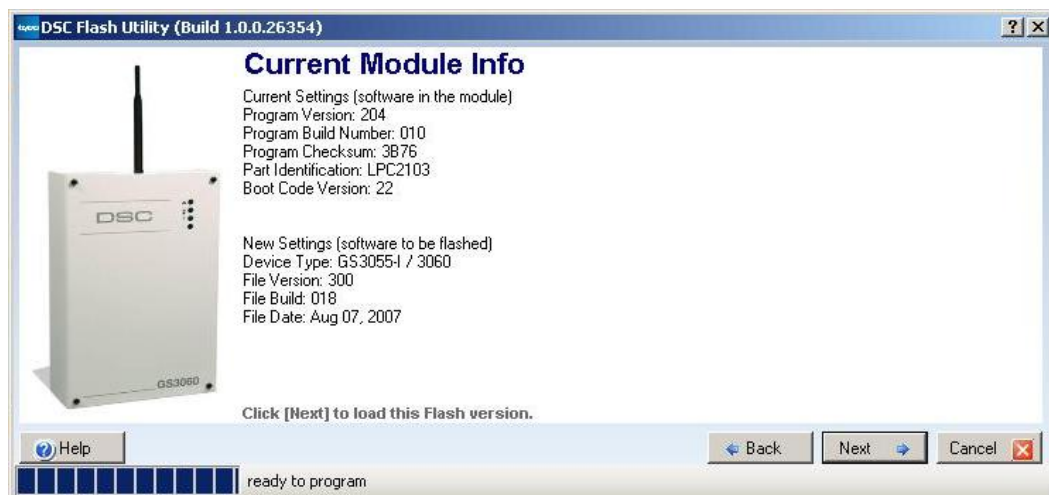 DSC Flash Utility (Build 1.0.0.26354)
Current Module Info
Current Settings (software in the module)
Program Version: 204
Program Build Number: 010
Program Checksum: 3B76
Part Identification: LPC2103
Boot Code Version: 22
New Settings (software to be flashed)
Device Type: GS3055-I / 3060
File Version: 300
File Build: 018
File Date: Aug 07, 2007
DSC
GS3060
Click [Next] to load this Flash version.
Help
Back
Next
Cancel
ready to program